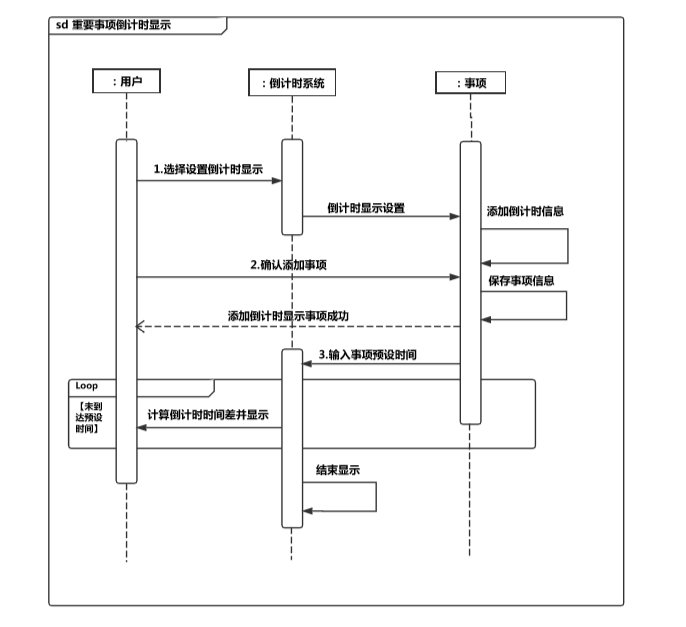 sd 重要事项倒计时显示
：用户
：倒计时系统
：事项
1.选择设置倒计时显示
倒计时显示设置
添加倒计时信息
2.确认添加事项
保存事项信息
添加倒计时显示事项成功
3.输入事项预设时间
Loop
【未到
达预设
时间】
计算倒计时时间差并显示
结束显示